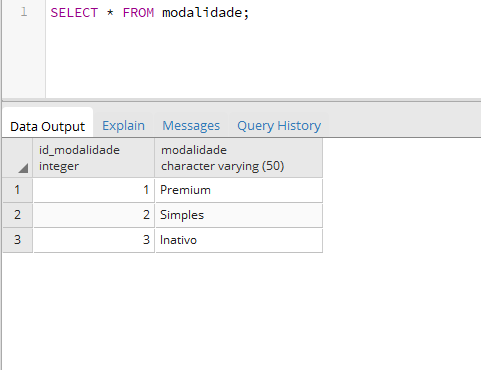 1 SELECT * FROM modalidade;
Data Output Explain Messages Query History
id_modalidade modalidade
integer character varying (50)
1 1 Premium
2 2 Simples
3 3 Inativo